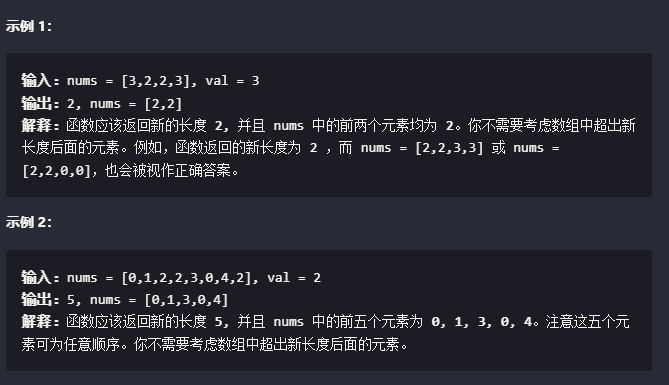 示例 1：
输入：nums = [3,2,2,3], val = 3
输出：2, nums = [2,2]
解释：函数应该返回新的长度 2, 并且 nums 中的前两个元素均为 2。你不需要考虑数组中超出新
长度后面的元素。例如，函数返回的新长度为 2 ，而 nums = [2,2,3,3] 或 nums =
[2,2,0,0]，也会被视作正确答案。
示例 2：
输入：nums = [0,1,2,2,3,0,4,2], val = 2
输出：5, nums = [0,1,3,0,4]
解释：函数应该返回新的长度 5, 并且 nums 中的前五个元素为 0, 1, 3, 0, 4。注意这五个元
素可为任意顺序。你不需要考虑数组中超出新长度后面的元素。